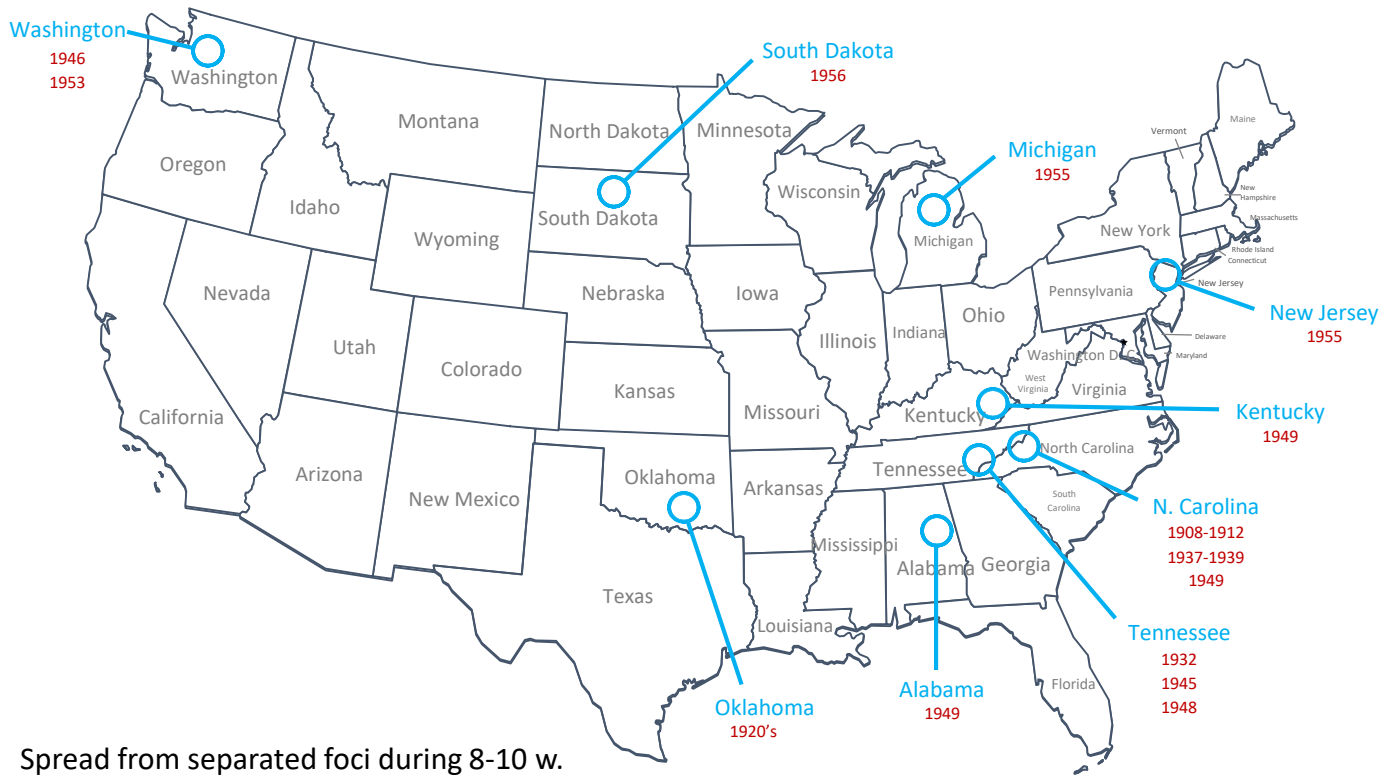 Washington
1946
1953
South Dakota
1956
Michigan
1955
New Jersey
1955
Kentucky
1949
N. Carolina
1908-1912
1937-1939
1949
Tennessee
1932
1945
1948
Alabama
1949
Oklahoma
1920's
Washington
Oregon
California
Nevada
Idaho
Montana
Wyoming
Utah
Arizona
Colorado
New Mexico
North Dakota
South Dakota
Nebraska
Kansas
Oklahoma
Texas
Minnesota
Iowa
Missouri
Arkansas
Louisiana
Wisconsin
Illinois
Michigan
Indiana
Ohio
Kentucky
Tennessee
Mississippi
Alabama
Georgia
Florida
South
Carolina
North Carolina
Virginia
West
Virginia
Washington D.C.
Maryland
Delaware
Pennsylvania
New Jersey
New York
Connecticut
Rhode Island
Massachusetts
New
Hampshire
Vermont
Maine
Spread from separated foci during 8-10 w.